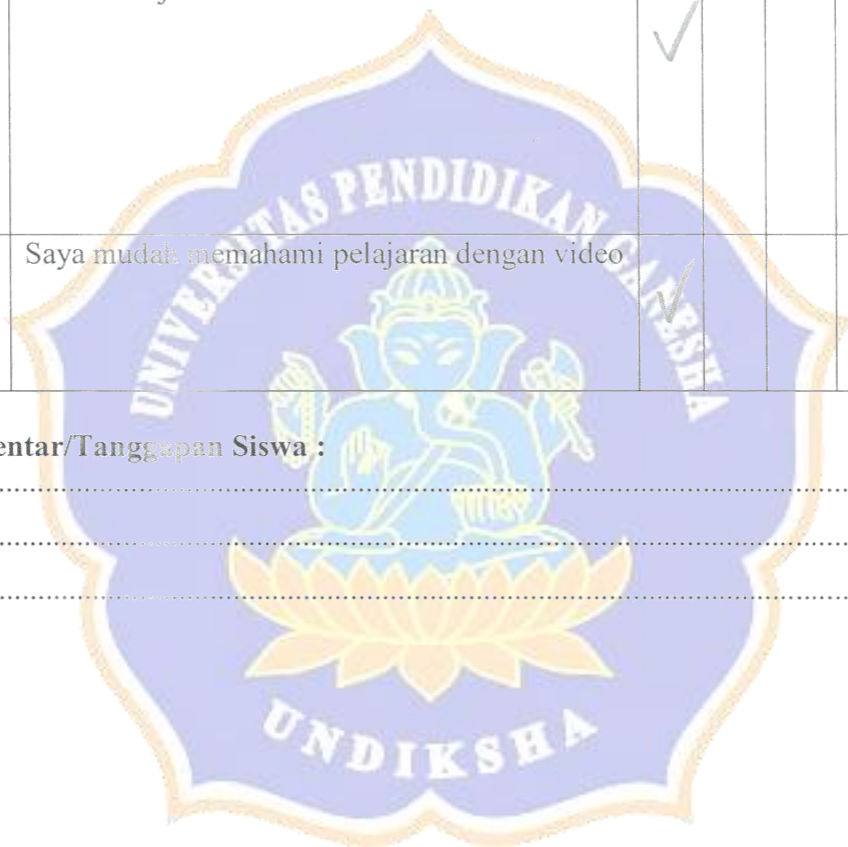 ✓
UNIVERSITAS PENDIDIKAN GANESHA
Saya mudah memahami pelajaran dengan video ✓
entar/Tanggapan Siswa :
UNDIKSHA